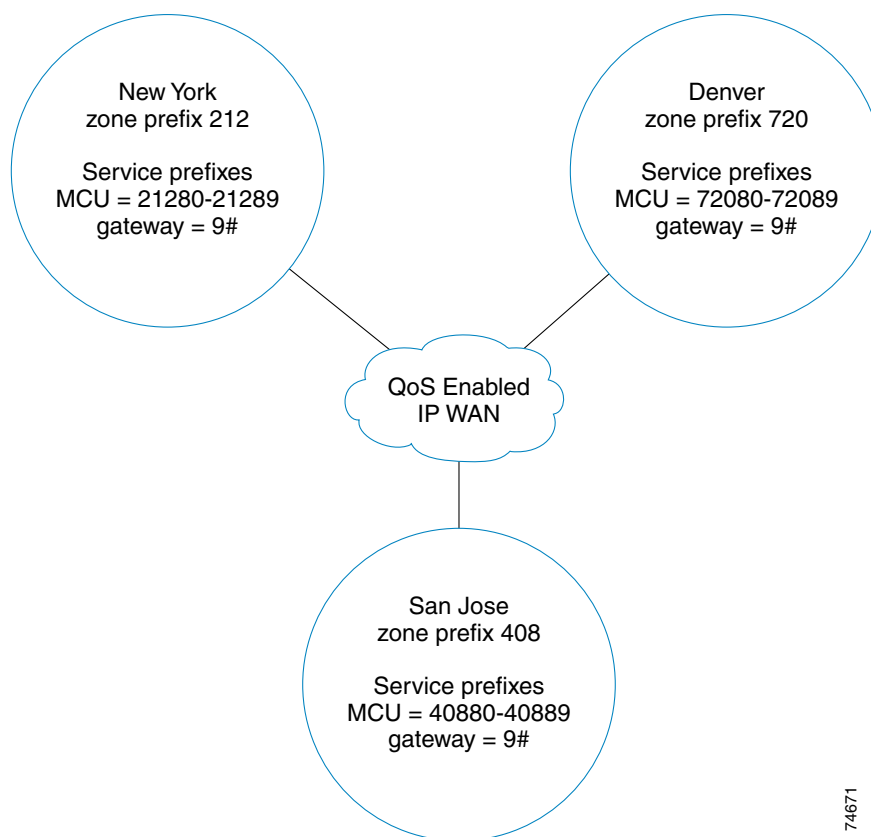 New York
zone prefix 212
Service prefixes
MCU = 21280-21289
gateway = 9#
Denver
zone prefix 720
Service prefixes
MCU = 72080-72089
gateway = 9#
QoS Enabled
IP WAN
San Jose
zone prefix 408
Service prefixes
MCU = 40880-40889
gateway = 9#
74671